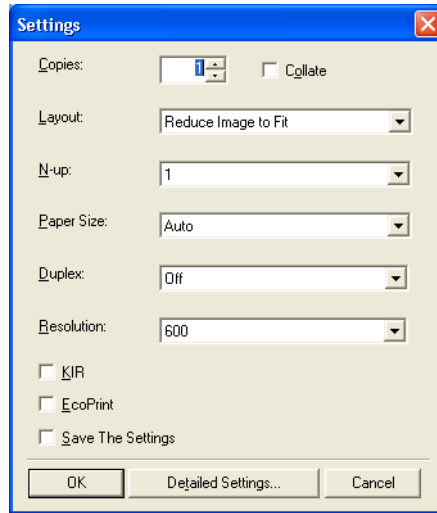 Settings
Copies: 1 Collate
Layout: Reduce Image to Fit
N-up: 1
Paper Size: Auto
Duplex: Off
Resolution: 600
KIR
EcoPrint
Save The Settings
OK Detailed Settings... Cancel